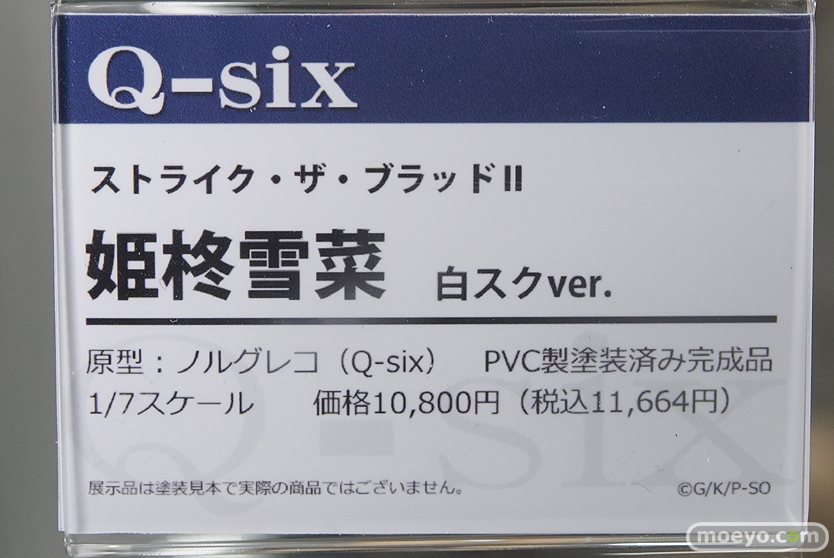 Q-six
ストライク・ザ・ブラッドII
姫柊雪菜 白スクver.
原型：ノルグレコ（Q-six） PVC製塗装済み完成品
1/7スケール 価格10,800円（税込11,664円）
Q-six
展示品は塗装見本で実際の商品ではございません。 ©G/K/P-SO
moeyo.com